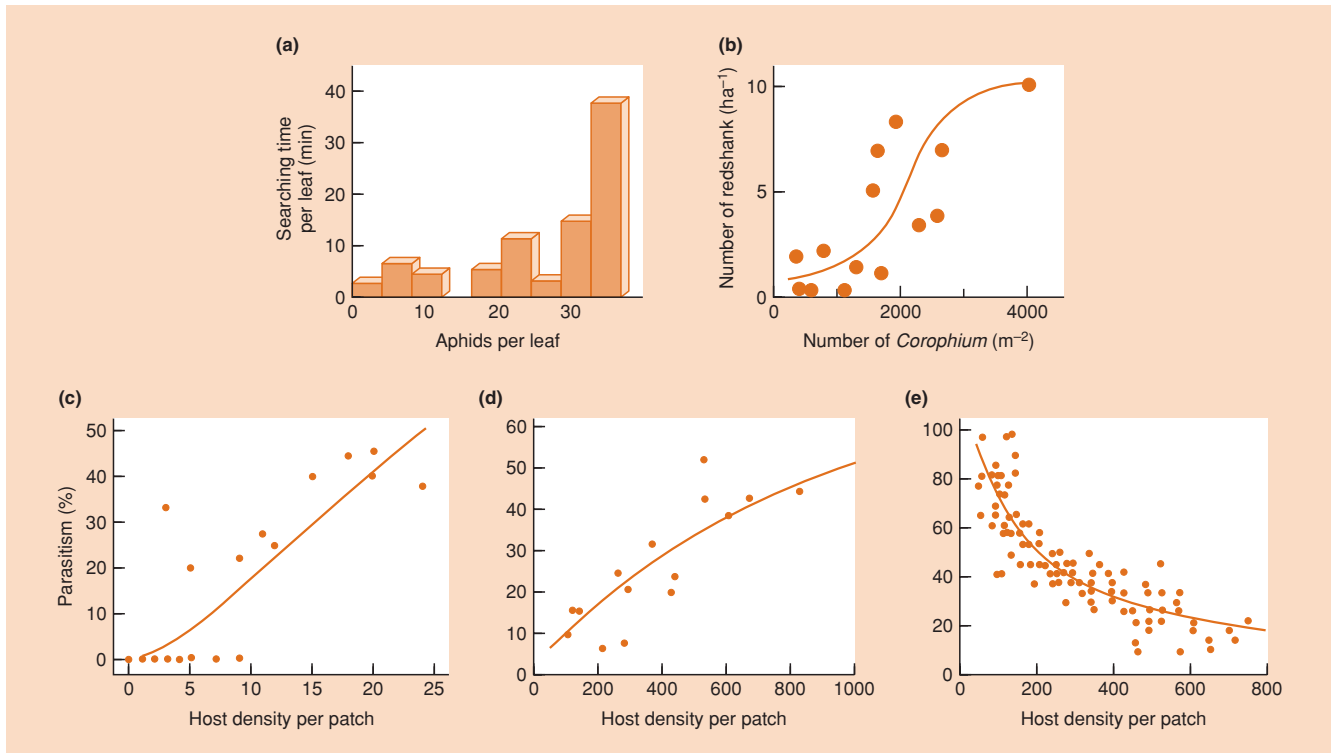 (a)
Searching time
per leaf (min)
40
30
20
10
0
0 10 20 30
Aphids per leaf
(b)
Number of redshank (ha⁻¹)
10
5
0
0 2000 4000
Number of Corophium (m⁻²)
(c)
Parasitism (%)
50
40
30
20
10
0
0 5 10 15 20 25
Host density per patch
(d)
60
50
40
30
20
10
0
0 200 400 600 800 1000
Host density per patch
(e)
100
80
60
40
20
0
0 200 400 600 800
Host density per patch